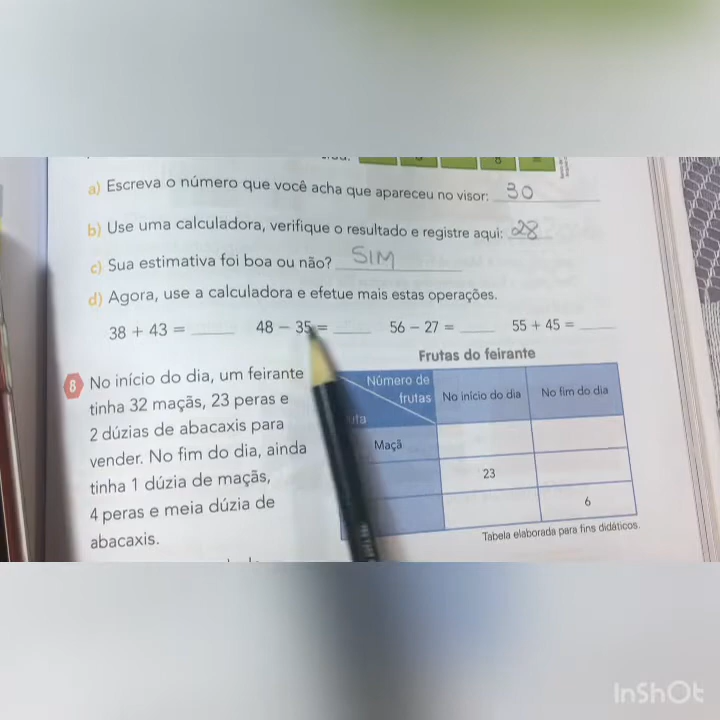 a) Escreva o número que você acha que apareceu no visor: 30
b) Use uma calculadora, verifique o resultado e registre aqui: 28
c) Sua estimativa foi boa ou não? SIM
d) Agora, use a calculadora e efetue mais estas operações.
38 + 43 = ____ 48 – 35 = ____ 56 – 27 = ____ 55 + 45 = ____
8 No início do dia, um feirante
tinha 32 maçãs, 23 peras e
2 dúzias de abacaxis para
vender. No fim do dia, ainda
tinha 1 dúzia de maçãs,
4 peras e meia dúzia de
abacaxis.
Frutas do feirante
Número de
frutas
No início do dia
No fim do dia
Maçã
23
6
Tabela elaborada para fins didáticos.
InShOt